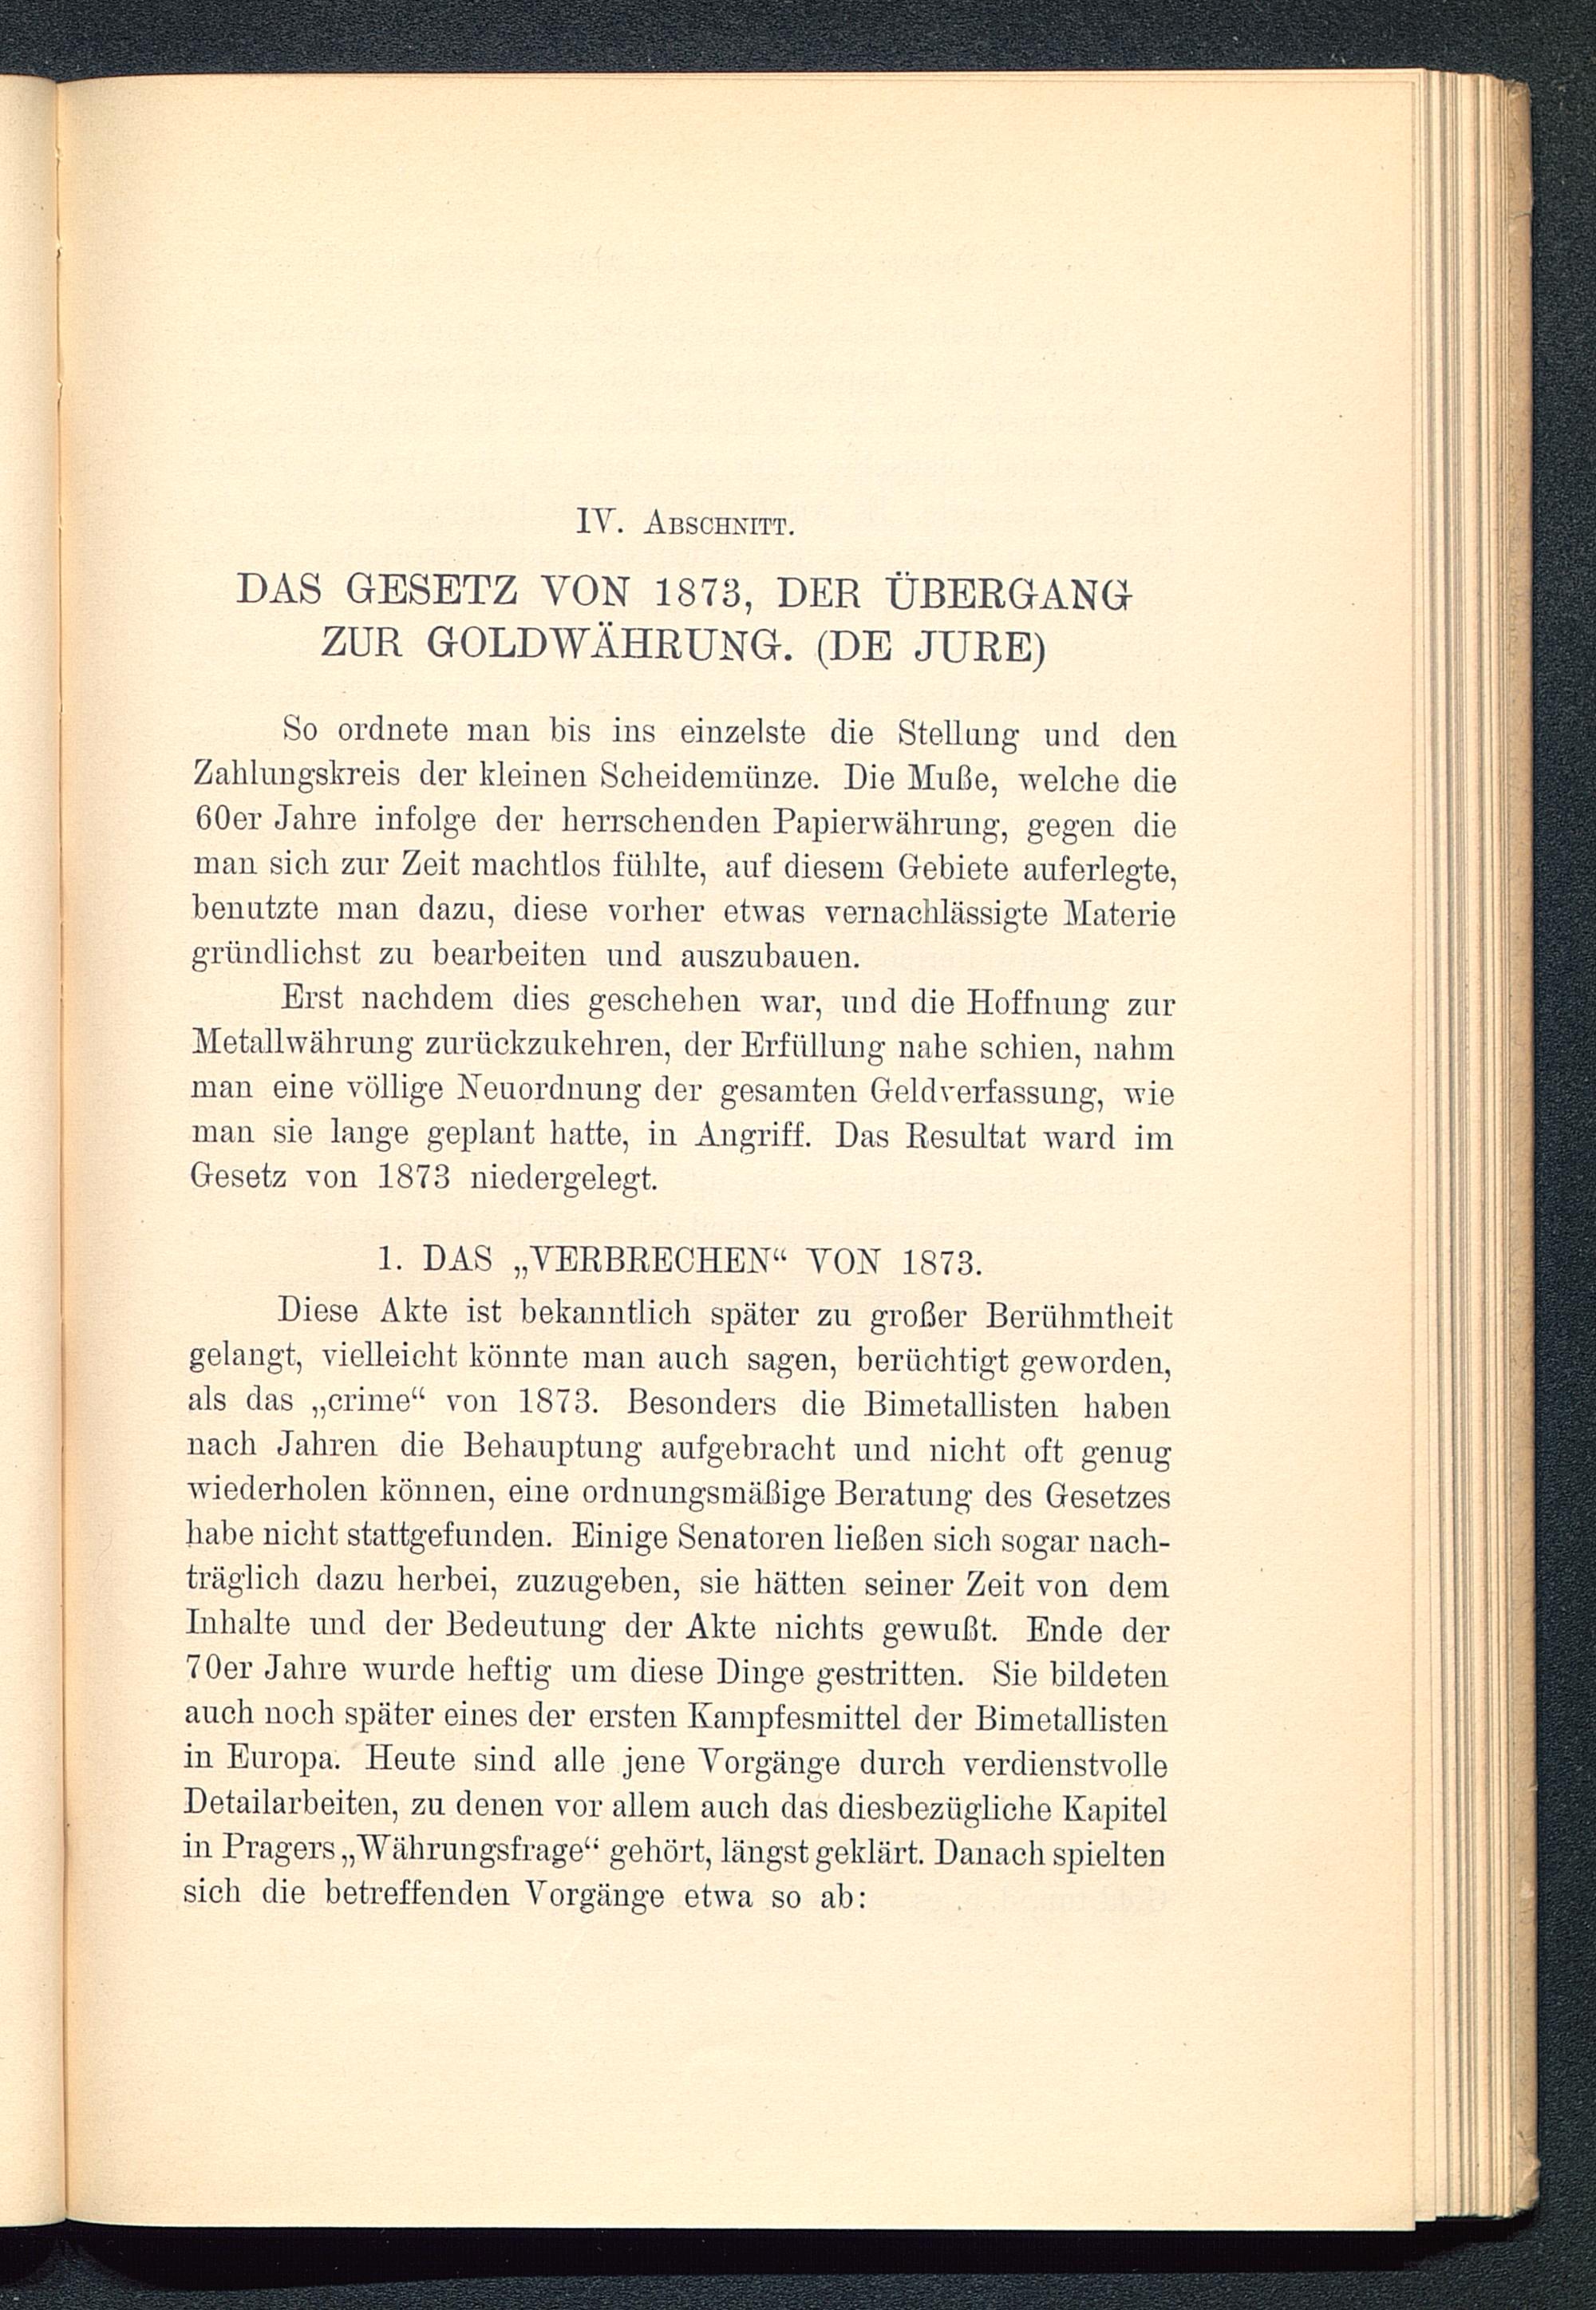 IV. Abschnitt.
DAS GESETZ VON 1873, DER ÜBERGANG
ZUR GOLDWÄHRUNG. (DE JURE)
So ordnete man bis ins einzelste die Stellung und den
Zahlungskreis der kleinen Scheidemünze. Die Muße, welche die
60er Jahre infolge der herrschenden Papierwährung, gegen die
man sich zur Zeit machtlos fühlte, auf diesem Gebiete auferlegte,
benutzte man dazu, diese vorher etwas vernachlässigte Materie
gründlichst zu bearbeiten und auszubauen.
Erst nachdem dies geschehen war, und die Hoffnung zur
Metallwährung zurückzukehren, der Erfüllung nahe schien, nahm
man eine völlige Neuordnung der gesamten Geldverfassung, wie
man sie lange geplant hatte, in Angriff. Das Resultat ward im
Gesetz von 1873 niedergelegt.
1. DAS „VERBRECHEN“ VON 1873.
Diese Akte ist bekanntlich später zu großer Berühmtheit
gelangt, vielleicht könnte man auch sagen, berüchtigt geworden,
als das „crime“ von 1873. Besonders die Bimetallisten haben
nach Jahren die Behauptung aufgebracht und nicht oft genug
wiederholen können, eine ordnungsmäßige Beratung des Gesetzes
habe nicht stattgefunden. Einige Senatoren ließen sich sogar nach-
träglich dazu herbei, zuzugeben, sie hätten seiner Zeit von dem
Inhalte und der Bedeutung der Akte nichts gewußt. Ende der
70er Jahre wurde heftig um diese Dinge gestritten. Sie bildeten
auch noch später eines der ersten Kampfesmittel der Bimetallisten
in Europa. Heute sind alle jene Vorgänge durch verdienstvolle
Detailarbeiten, zu denen vor allem auch das diesbezügliche Kapitel
in Pragers „Währungsfrage“ gehört, längst geklärt. Danach spielten
sich die betreffenden Vorgänge etwa so ab: